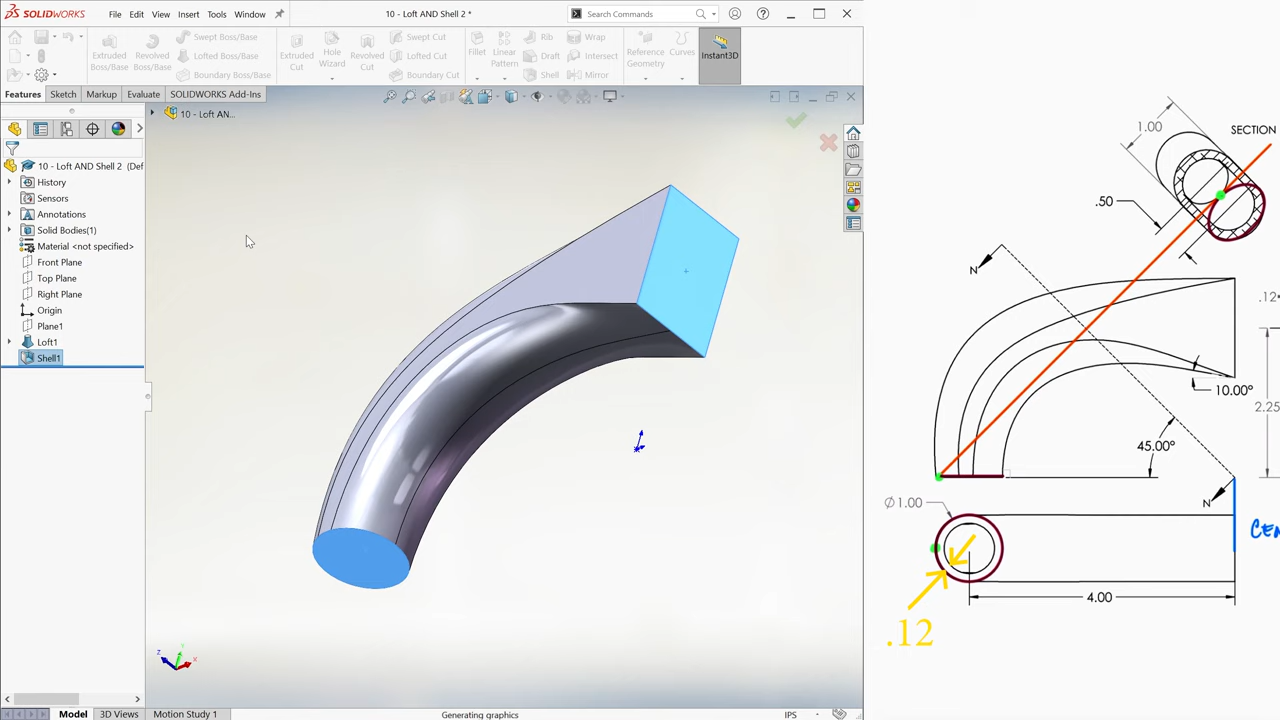 SOLIDWORKS
File
Edit
View
Insert
Tools
Window
10 - Loft AND Shell 2 *
Search Commands
Extruded Boss/Base
Revolved Boss/Base
Swept Boss/Base
Lofted Boss/Base
Boundary Boss/Base
Extruded Cut
Hole Wizard
Revolved Cut
Swept Cut
Lofted Cut
Boundary Cut
Fillet
Linear Pattern
Rib
Draft
Shell
Wrap
Intersect
Mirror
Reference Geometry
Curves
Instant3D
Features
Sketch
Markup
Evaluate
SOLIDWORKS Add-Ins
10 - Loft AN...
10 - Loft AND Shell 2 (Def
History
Sensors
Annotations
Solid Bodies(1)
Material <not specified>
Front Plane
Top Plane
Right Plane
Origin
Plane1
Loft1
Shell1
z
y
x
Model
3D Views
Motion Study 1
Generating graphics
IPS
SECTION
1.00
.50
N
.12
10.00°
2.25
45.00°
N
Ø1.00
CEN
4.00
.12